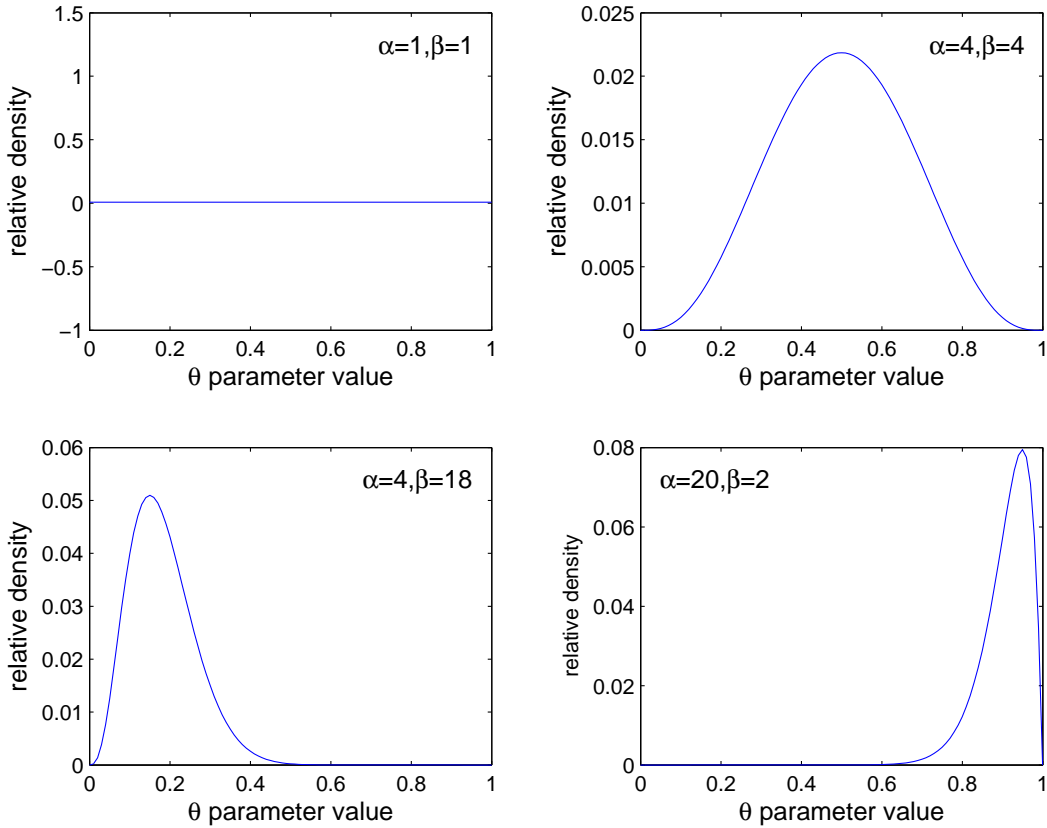 1.5
1
0.5
0
−0.5
−1
relative density
α=1,β=1
0 0.2 0.4 0.6 0.8 1
θ parameter value
0.025
0.02
0.015
0.01
0.005
0
relative density
α=4,β=4
0 0.2 0.4 0.6 0.8 1
θ parameter value
0.06
0.05
0.04
0.03
0.02
0.01
0
relative density
α=4,β=18
0 0.2 0.4 0.6 0.8 1
θ parameter value
0.08
0.06
0.04
0.02
0
relative density
α=20,β=2
0 0.2 0.4 0.6 0.8 1
θ parameter value